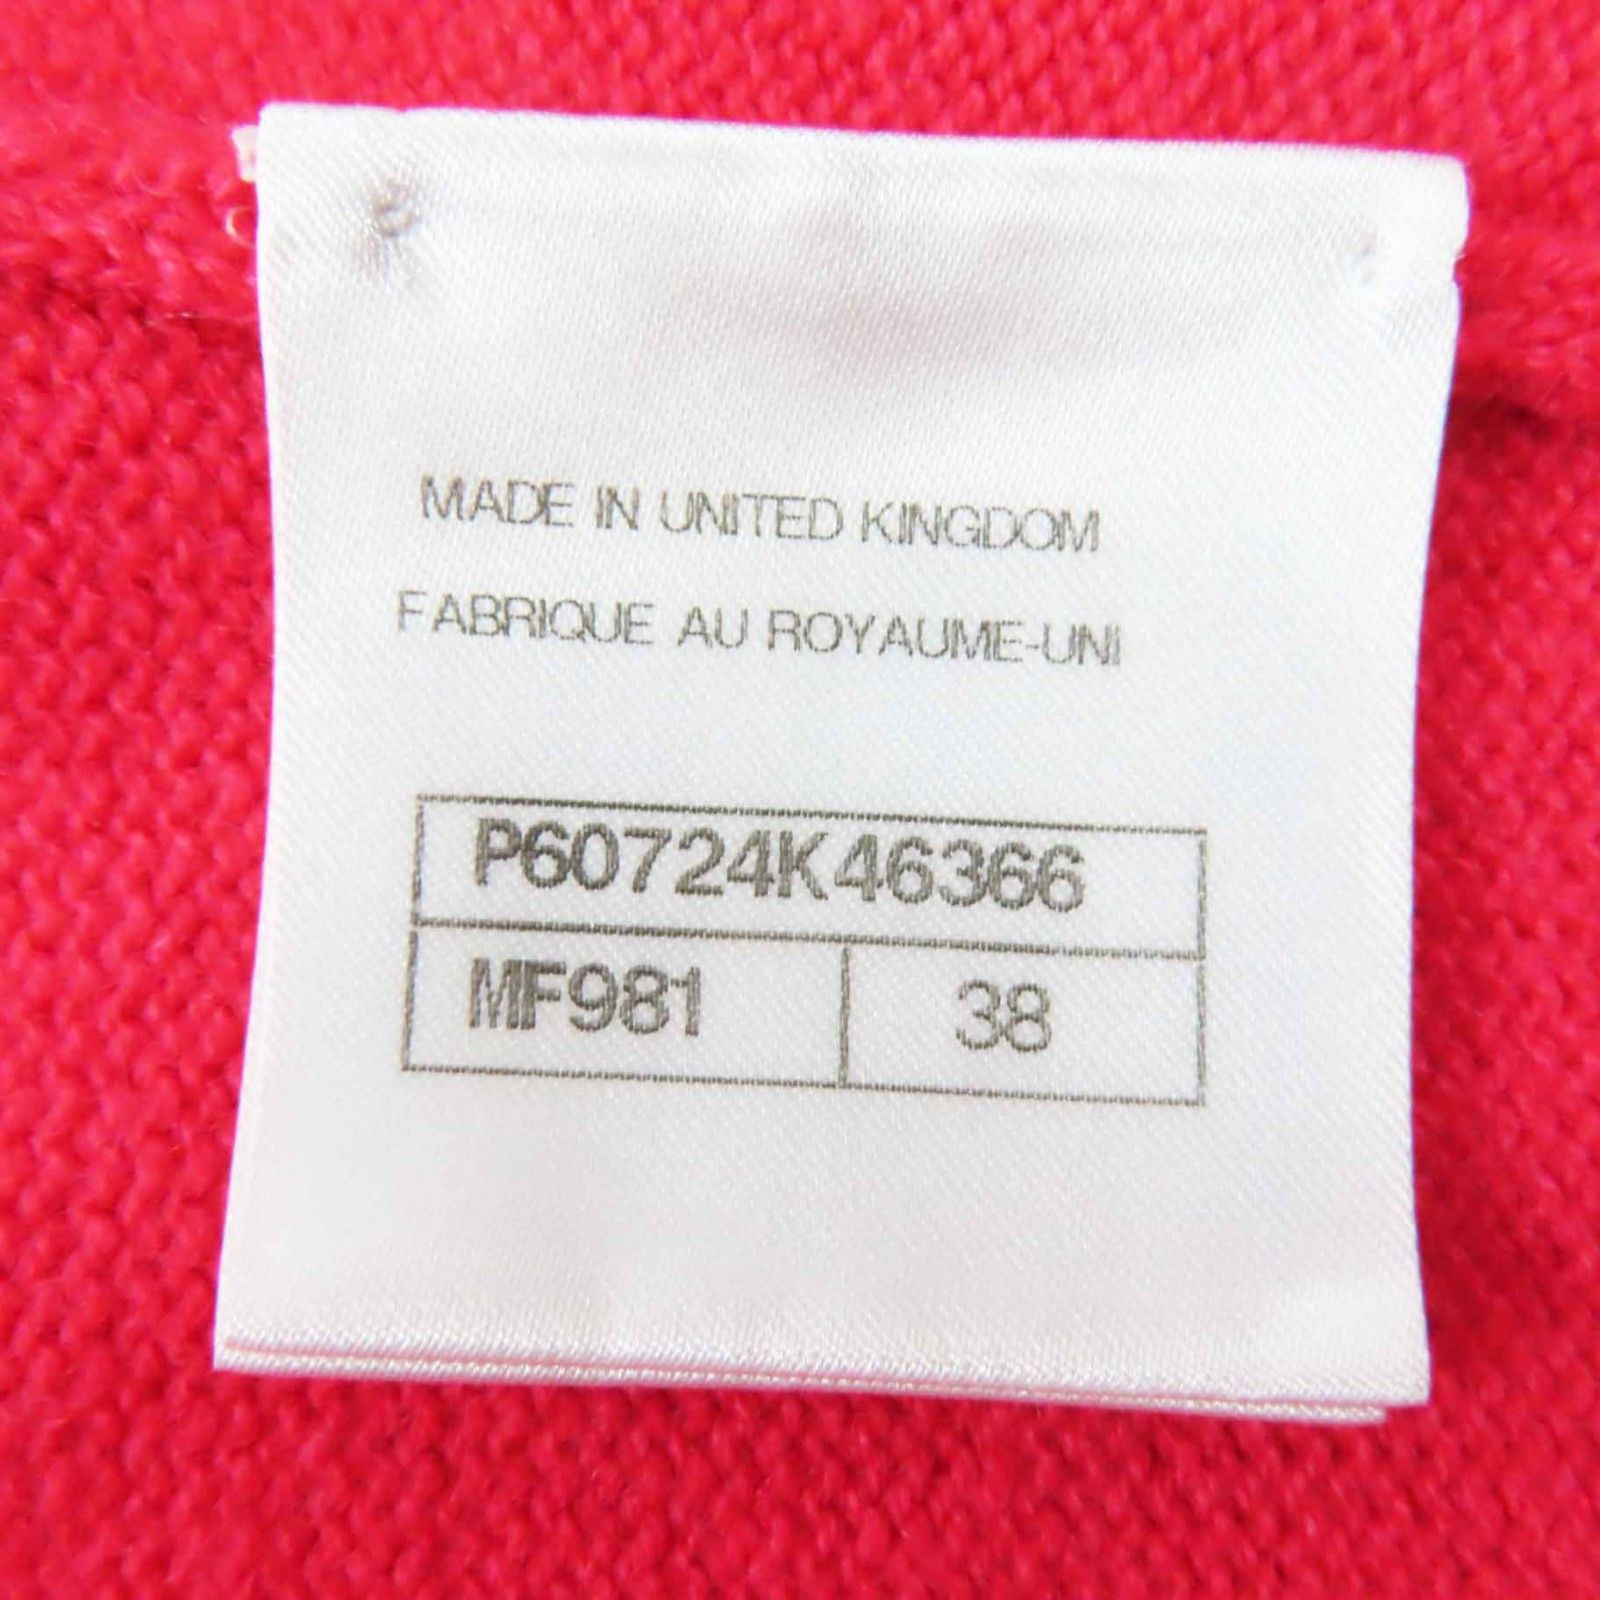 MADE IN UNITED KINGDOM
FABRIQUE AU ROYAUME-UNI
P60724K46366
MF981 38